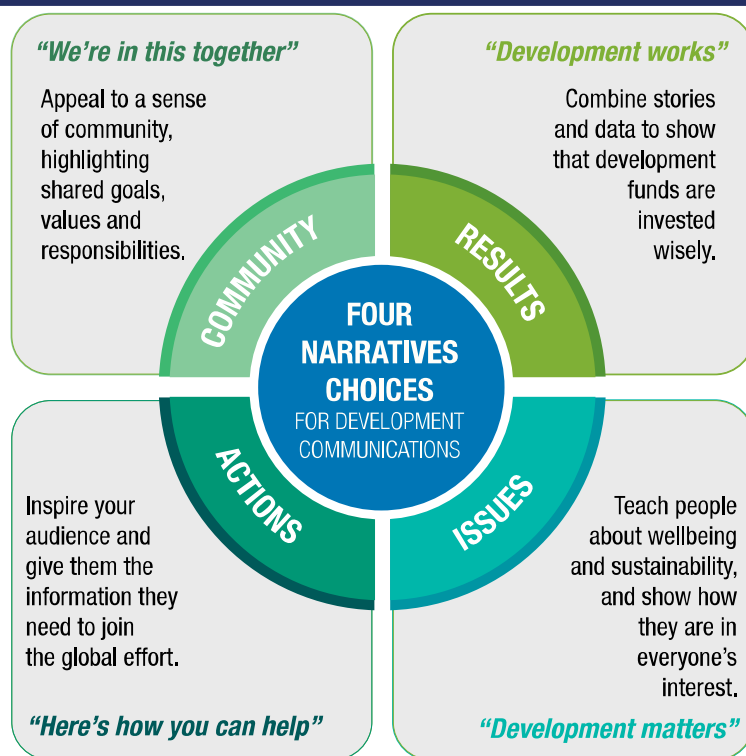 “We’re in this together”
Appeal to a sense
of community,
highlighting
shared goals,
values and
responsibilities.
COMMUNITY
“Development works”
Combine stories
and data to show
that development
funds are
invested
wisely.
RESULTS
FOUR
NARRATIVES
CHOICES
FOR DEVELOPMENT
COMMUNICATIONS
ACTIONS
Inspire your
audience and
give them the
information they
need to join
the global effort.
“Here’s how you can help”
ISSUES
Teach people
about wellbeing
and sustainability,
and show how
they are in
everyone’s
interest.
“Development matters”